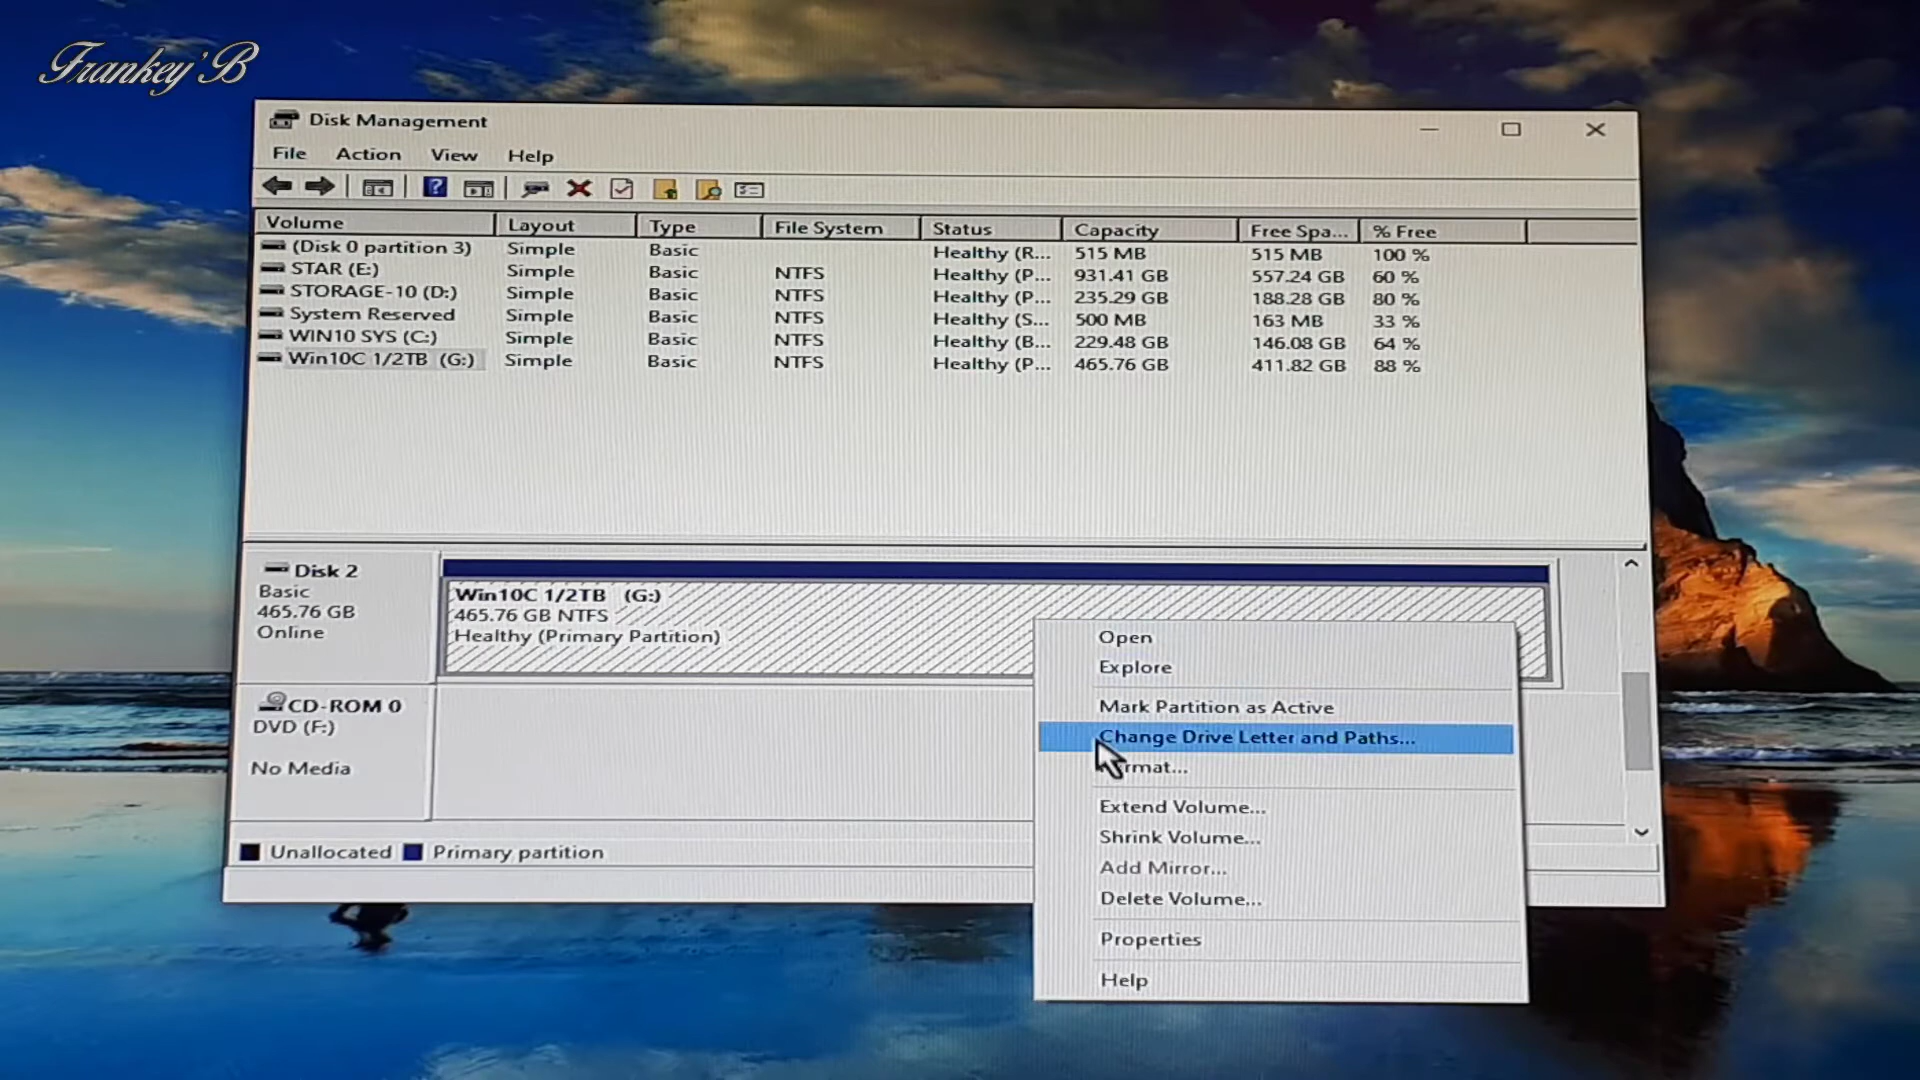 Frankey'B
Disk Management
File Action View Help
Volume Layout Type File System Status Capacity Free Spa... % Free
(Disk 0 partition 3) Simple Basic Healthy (R... 515 MB 515 MB 100 %
STAR (E:) Simple Basic NTFS Healthy (P... 931.41 GB 557.24 GB 60 %
STORAGE-10 (D:) Simple Basic NTFS Healthy (P... 235.29 GB 188.28 GB 80 %
System Reserved Simple Basic NTFS Healthy (S... 500 MB 163 MB 33 %
WIN10 SYS (C:) Simple Basic NTFS Healthy (B... 229.48 GB 146.08 GB 64 %
Win10C 1/2TB (G:) Simple Basic NTFS Healthy (P... 465.76 GB 411.82 GB 88 %
Disk 2
Basic
465.76 GB
Online
Win10C 1/2TB (G:)
465.76 GB NTFS
Healthy (Primary Partition)
CD-ROM 0
DVD (F:)
No Media
Unallocated Primary partition
Open
Explore
Mark Partition as Active
Change Drive Letter and Paths...
rmat...
Extend Volume...
Shrink Volume...
Add Mirror...
Delete Volume...
Properties
Help